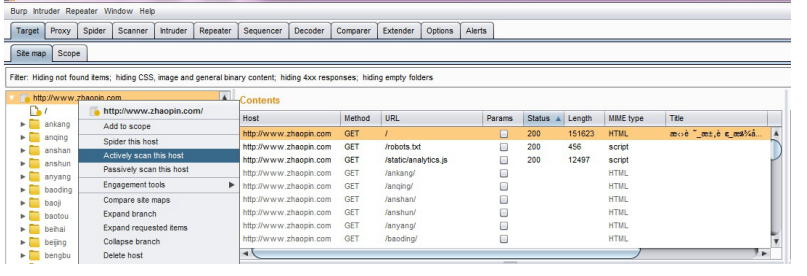 Burp Intruder Repeater Window Help
Target Proxy Spider Scanner Intruder Repeater Sequencer Decoder Comparer Extender Options Alerts
Site map Scope
Filter: Hiding not found items; hiding CSS, image and general binary content; hiding 4xx responses; hiding empty folders
http://www.zhaopin.com
/
ankang
anqing
anshan
anshun
anyang
baoding
baoji
baotou
beihai
beijing
bengbu
http://www.zhaopin.com/
Add to scope
Spider this host
Actively scan this host
Passively scan this host
Engagement tools
Compare site maps
Expand branch
Expand requested items
Collapse branch
Delete host
Contents
Host Method URL Params Status Length MIME type Title
http://www.zhaopin.com GET / 200 151623 HTML
http://www.zhaopin.com GET /robots.txt 200 456 script
http://www.zhaopin.com GET /static/analytics.js 200 12497 script
http://www.zhaopin.com GET /ankang/ HTML
http://www.zhaopin.com GET /anqing/ HTML
http://www.zhaopin.com GET /anshan/ HTML
http://www.zhaopin.com GET /anshun/ HTML
http://www.zhaopin.com GET /anyang/ HTML
http://www.zhaopin.com GET /baoding/ HTML